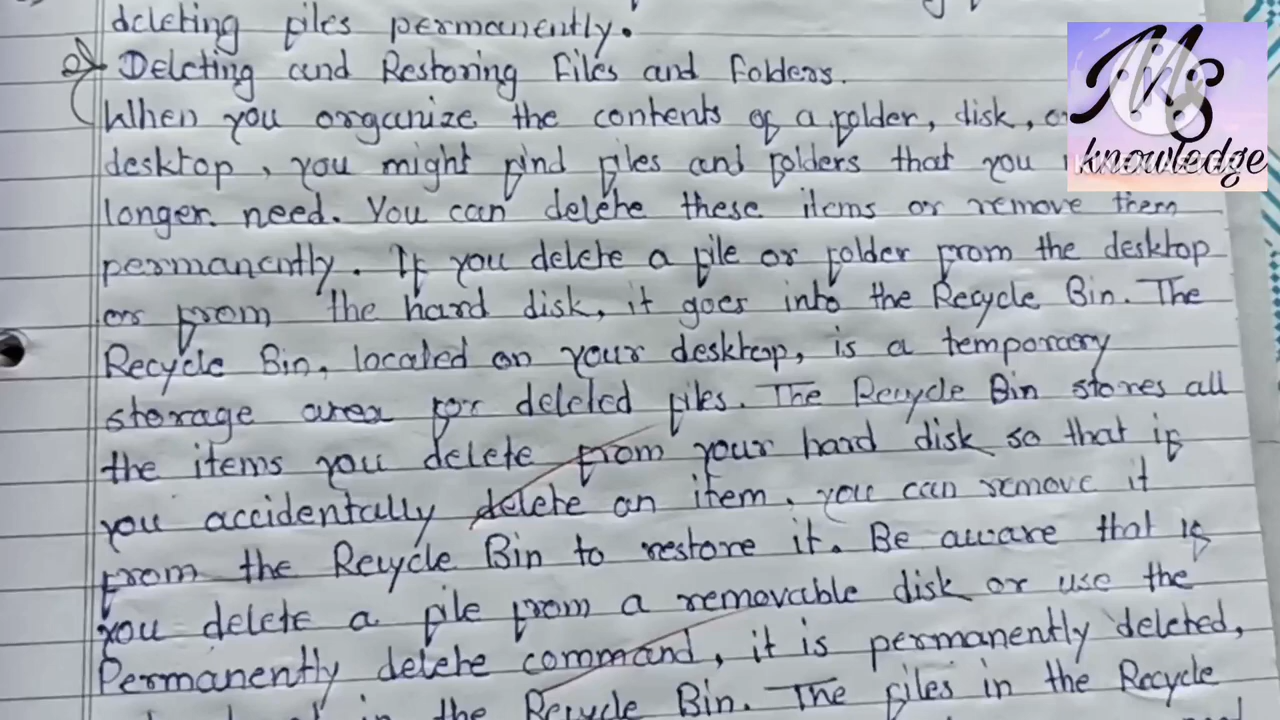 deleting files permanently.
Q) Deleting and Restoring Files and Folders.
When you organize the contents of a folder, disk, or
desktop, you might find files and folders that you
longer need. You can delete these items or remove them
permanently. If you delete a file or folder from the desktop
or from the hard disk, it goes into the Recycle Bin. The
Recycle Bin, located on your desktop, is a temporary
storage area for deleted files. The Recycle Bin stores all
the items you delete from your hard disk so that if
you accidentally delete an item, you can remove it
from the Recycle Bin to restore it. Be aware that if
you delete a file from a removable disk or use the
Permanently delete command, it is permanently deleted,
in the Recycle Bin. The files in the Recycle
MS
knowledge